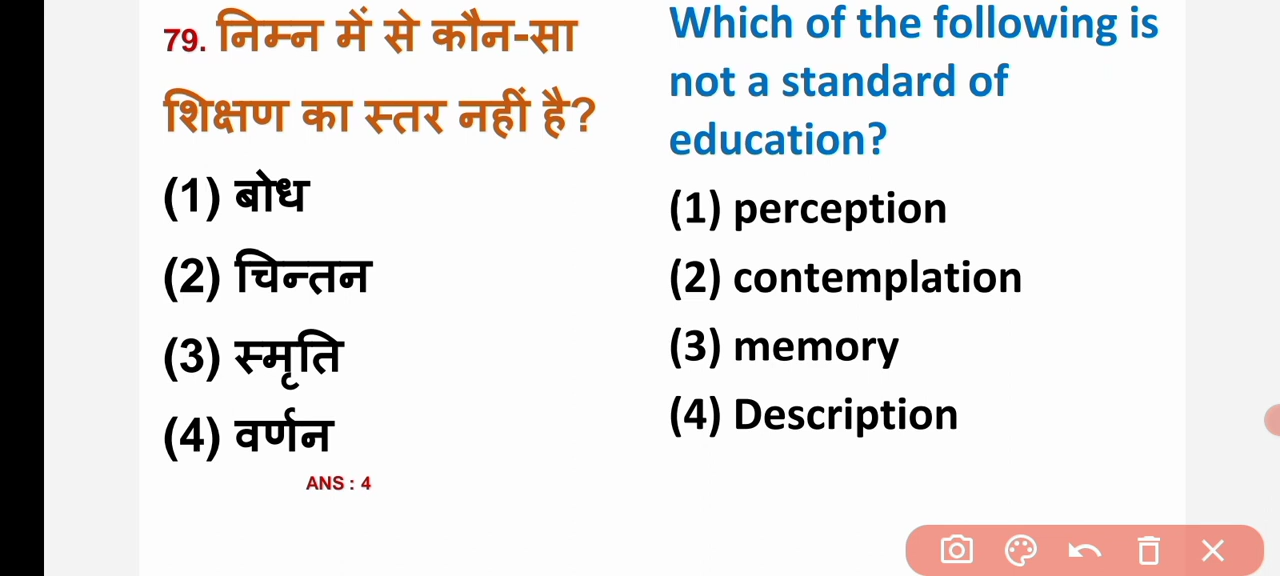 79. निम्न में से कौन-सा
शिक्षण का स्तर नहीं है?
(1) बोध
(2) चिन्तन
(3) स्मृति
(4) वर्णन
ANS : 4
Which of the following is
not a standard of
education?
(1) perception
(2) contemplation
(3) memory
(4) Description